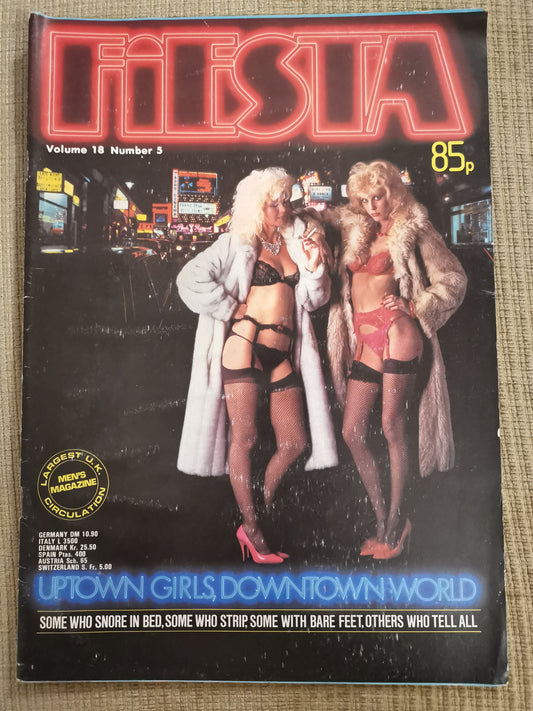 FiESTA
Volume 18 Number 5
85p
LARGEST U.K.
MEN'S
MAGAZINE
CIRCULATION
GERMANY DM 10.90
ITALY L 3500
DENMARK Kr. 25.50
SPAIN Ptas. 400
AUSTRIA Sch. 65
SWITZERLAND S. Fr. 5.00
UPTOWN GiRLS, DOWNTOWN WORLD
SOME WHO SNORE IN BED, SOME WHO STRIP, SOME WITH BARE FEET, OTHERS WHO TELL ALL